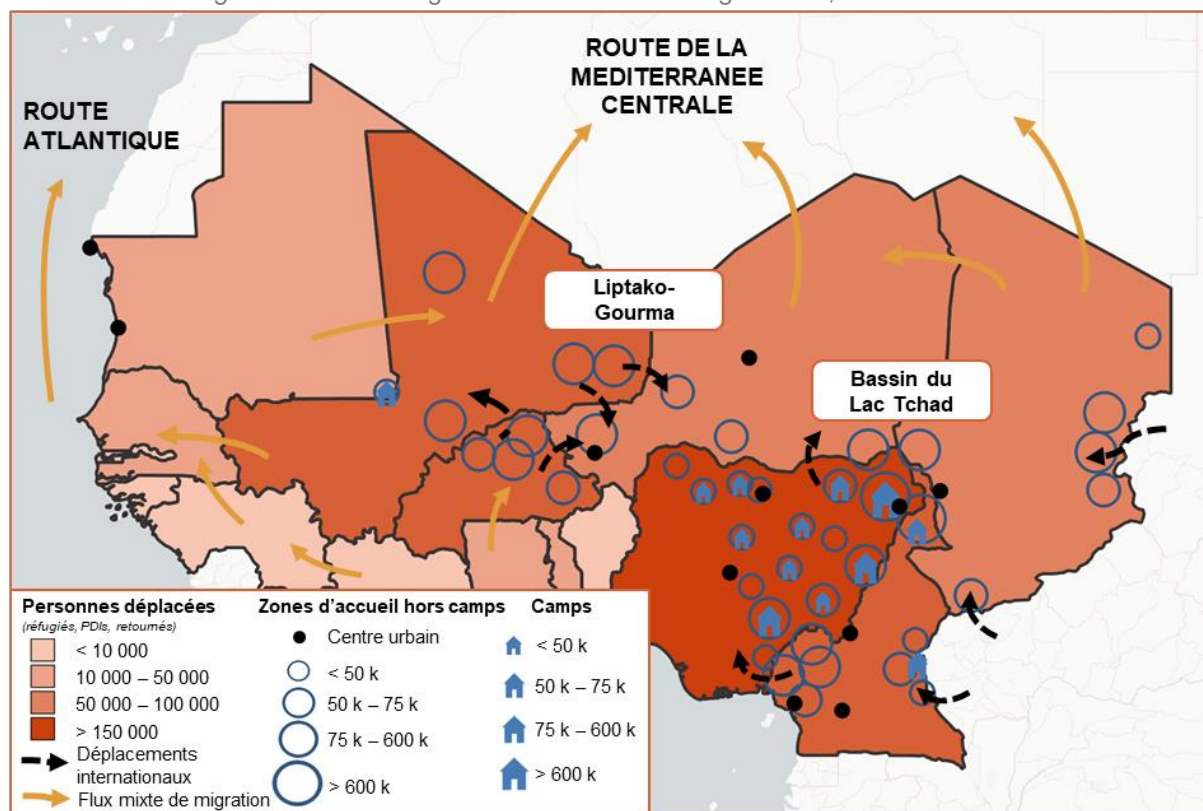 ROUTE DE LA
MEDITERRANEE
CENTRALE
ROUTE
ATLANTIQUE
Liptako-
Gourma
Bassin du
Lac Tchad
Personnes déplacées
(réfugiés, PDIs, retournés)
< 10 000
10 000 – 50 000
50 000 – 100 000
> 150 000
Déplacements
internationaux
Flux mixte de migration
Zones d'accueil hors camps
Centre urbain
< 50 k
50 k – 75 k
75 k – 600 k
> 600 k
Camps
< 50 k
50 k – 75 k
75 k – 600 k
> 600 k